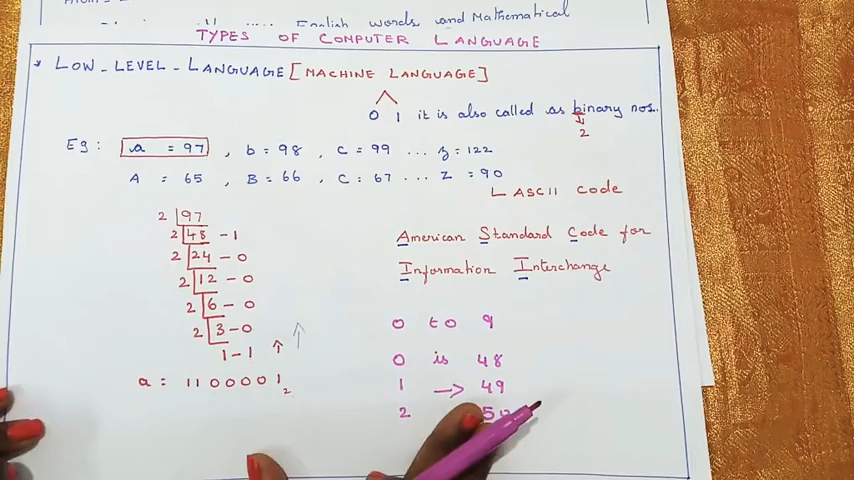 English words and Mathematical
TYPES OF COMPUTER LANGUAGE
* LOW-LEVEL-LANGUAGE [MACHINE LANGUAGE]
0 1 it is also called as binary nos.
2
Eg: a = 97, b = 98, c = 99 ... z = 122
A = 65, B = 66, C = 67 ... Z = 90
ASCII CODE
American Standard Code for
Information Interchange
2 97
2 48 - 1
2 24 - 0
2 12 - 0
2 6 - 0
2 3 - 0
1 - 1
a = 1100001 2
0 to 9
0 is 48
1 → 49
2 50